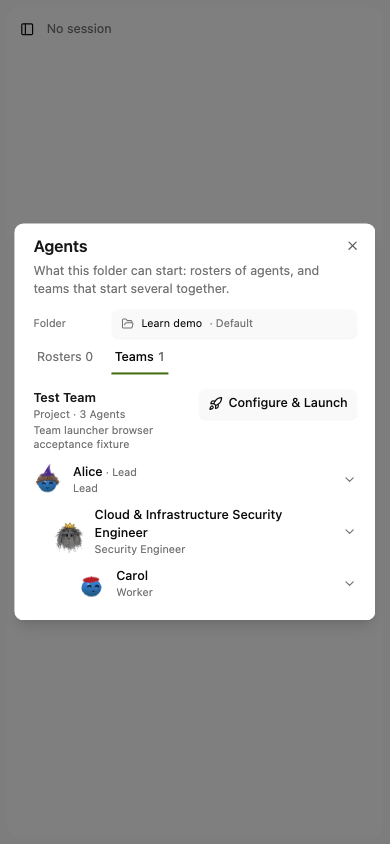 No session
Agents
What this folder can start: rosters of agents, and
teams that start several together.
Folder
Learn demo · Default
Rosters 0
Teams 1
Test Team
Configure & Launch
Project · 3 Agents
Team launcher browser
acceptance fixture
Alice · Lead
Lead
Cloud & Infrastructure Security
Engineer
Security Engineer
Carol
Worker